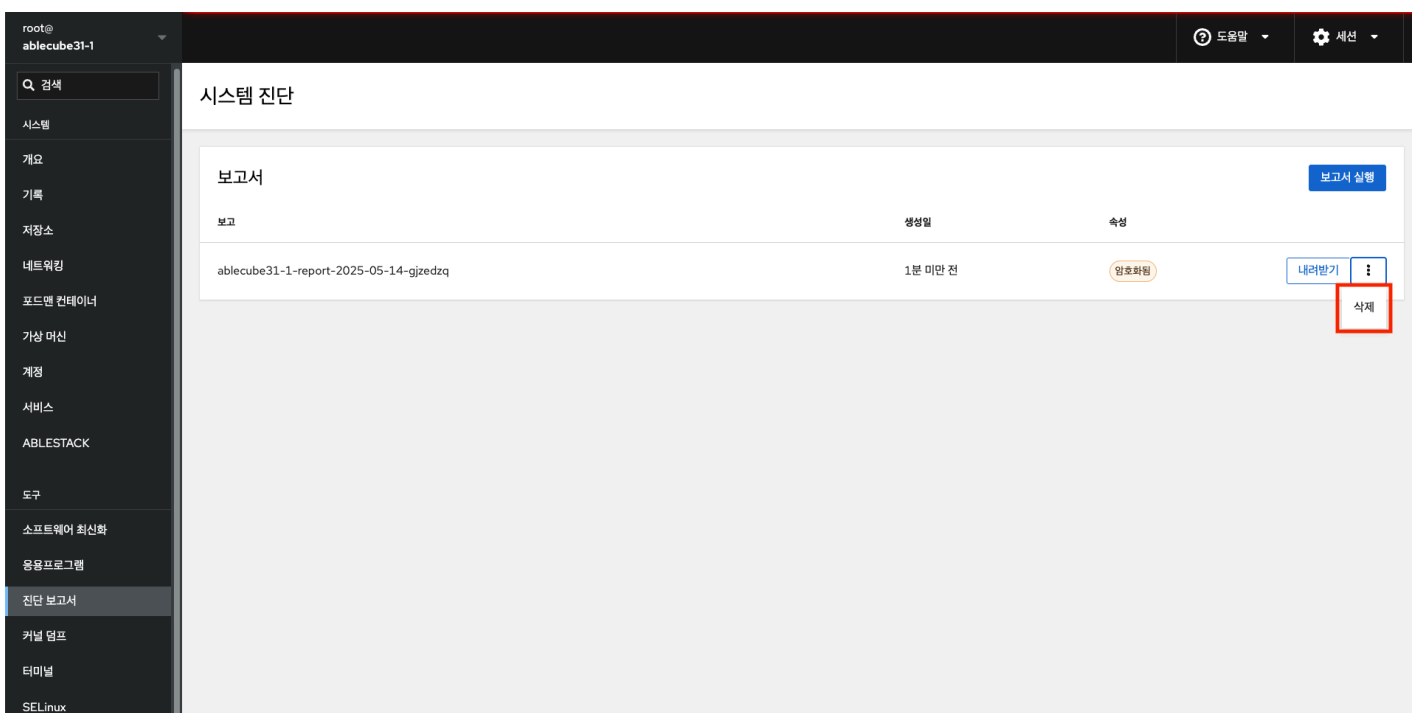 root@
ablecube31-1
도움말
세션
검색
시스템
개요
기록
저장소
네트워킹
포드맨 컨테이너
가상 머신
계정
서비스
ABLESTACK
도구
소프트웨어 최신화
응용프로그램
진단 보고서
커널 덤프
터미널
SELinux
시스템 진단
보고서
보고서 실행
보고 생성일 속성
ablecube31-1-report-2025-05-14-gjzedzq 1분 미만 전 암호화됨 내려받기
삭제